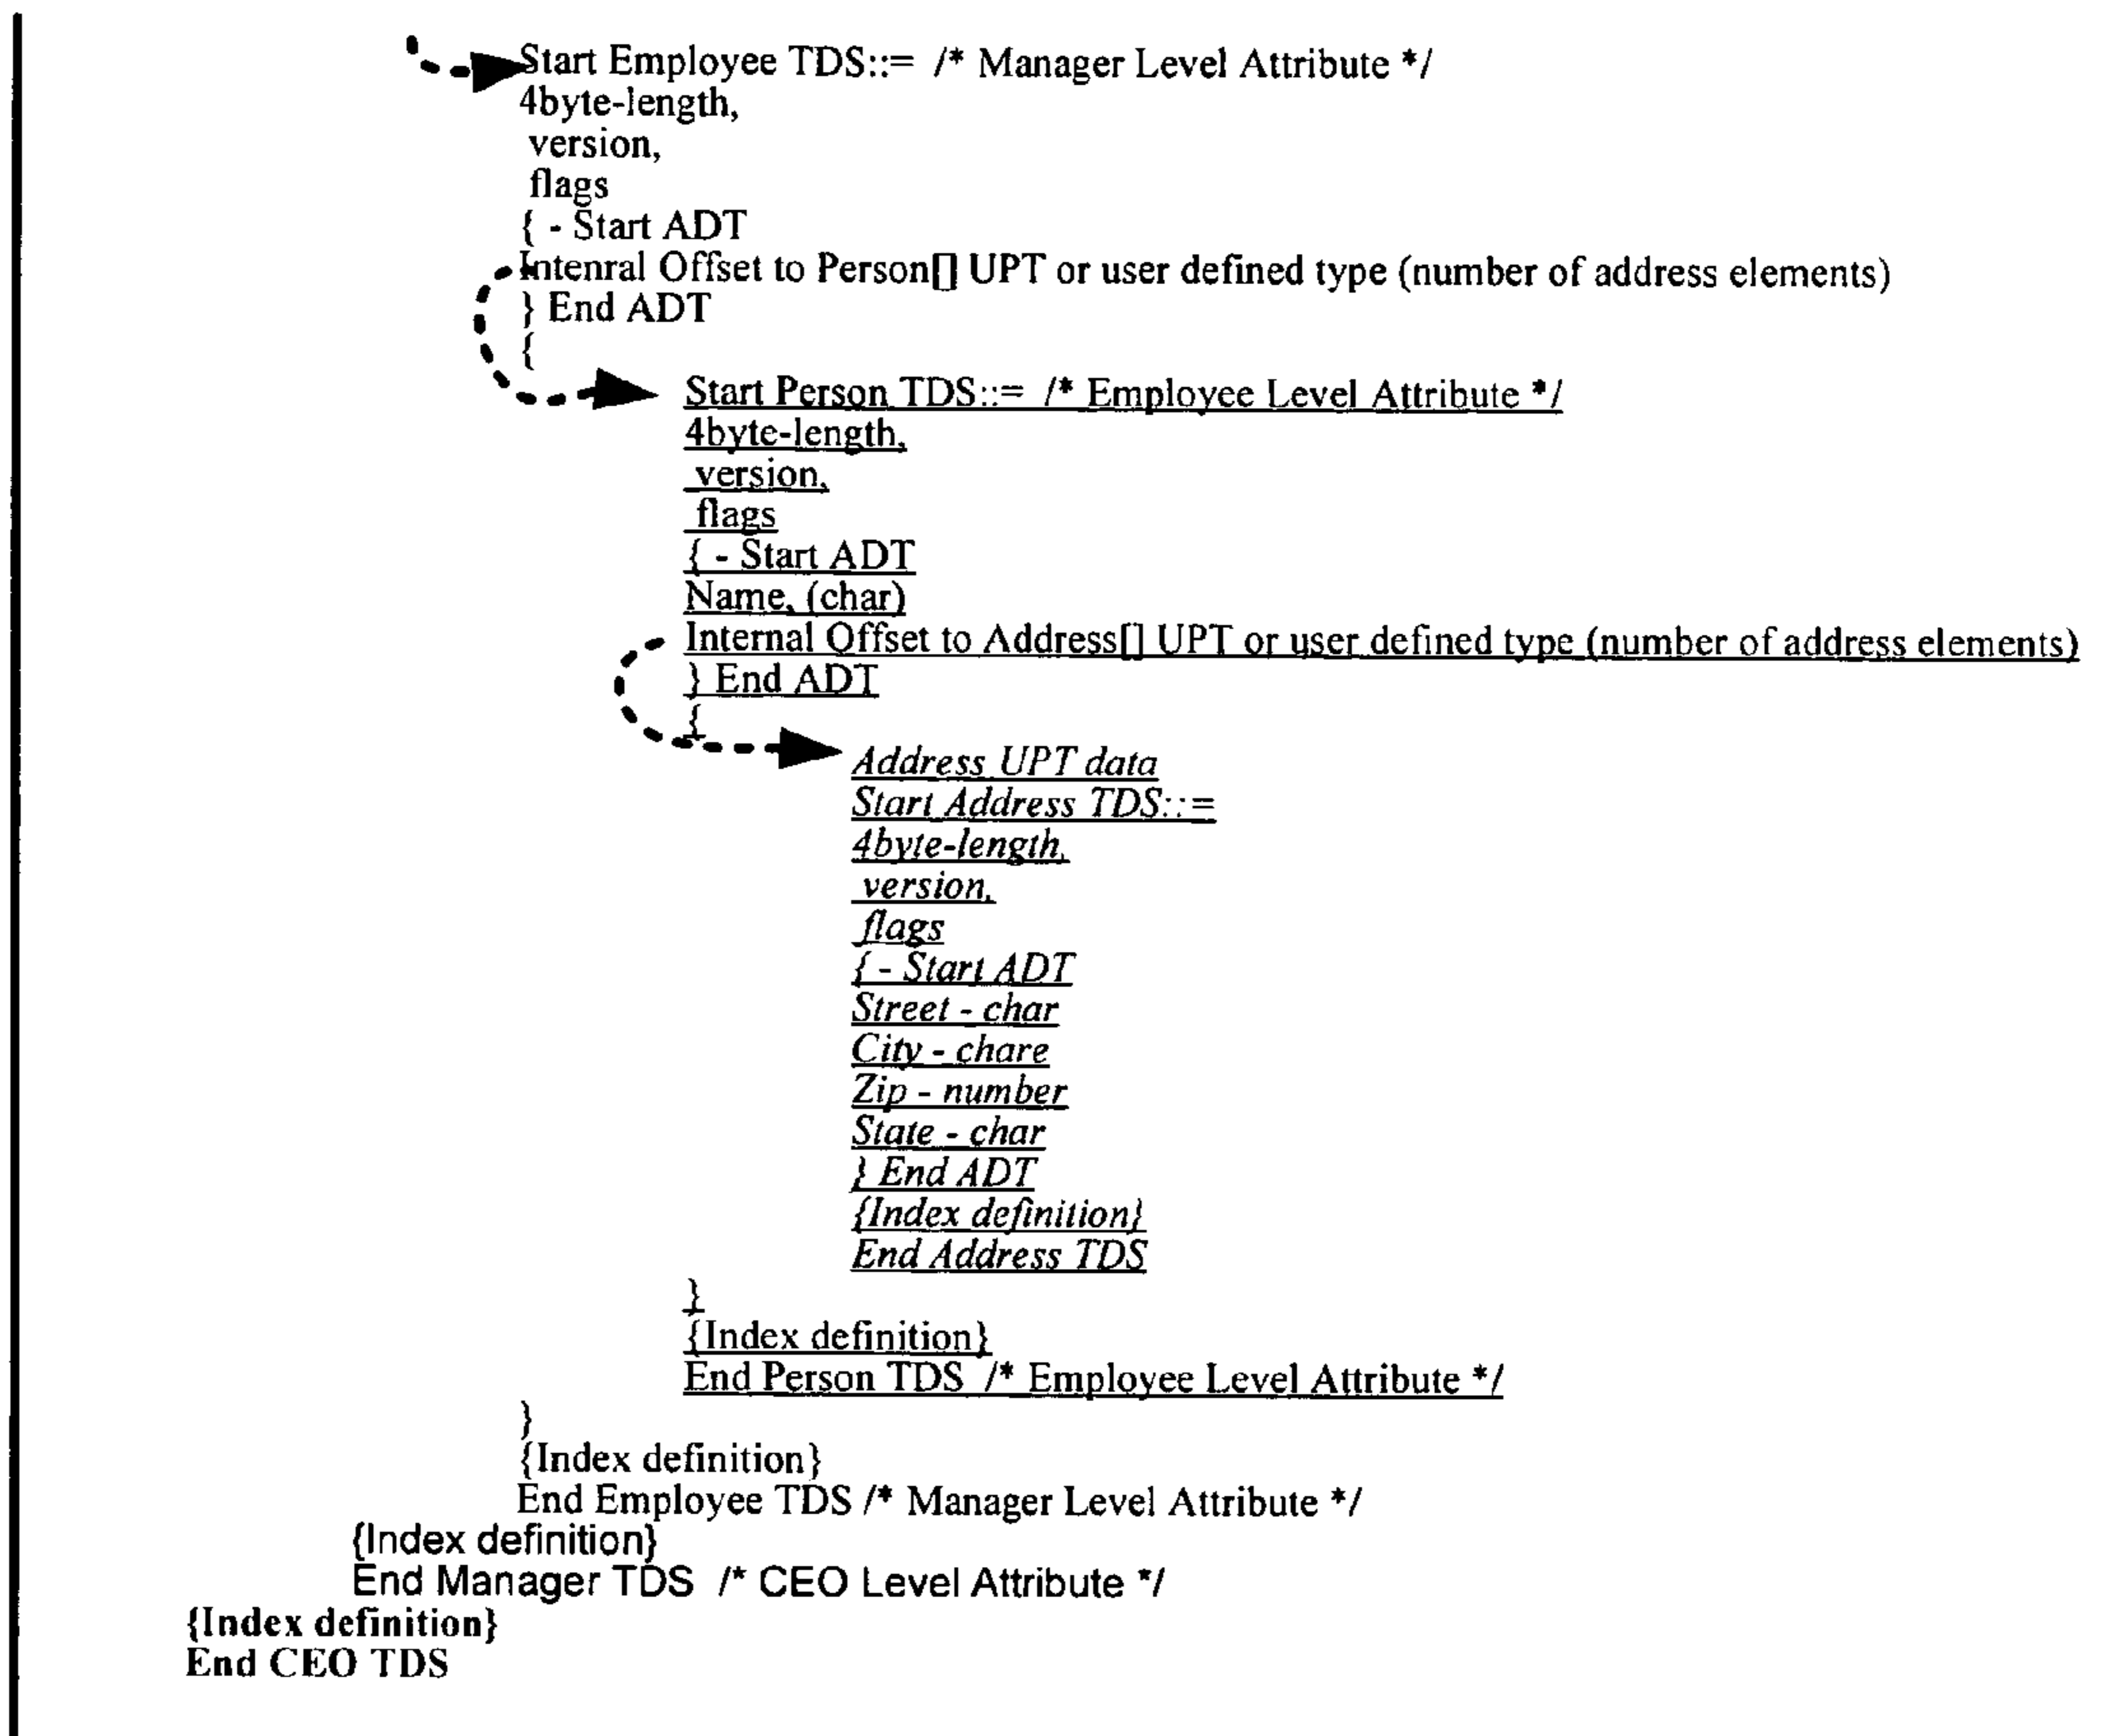 Start Employee TDS::= /* Manager Level Attribute */
4byte-length,
version,
flags
{ - Start ADT
Intenral Offset to Person[] UPT or user defined type (number of address elements)
} End ADT
{
Start Person TDS::= /* Employee Level Attribute */
4byte-length,
version,
flags
{ - Start ADT
Name, (char)
Internal Offset to Address[] UPT or user defined type (number of address elements)
} End ADT
{
Address UPT data
Start Address TDS::=
4byte-length,
version,
flags
{ - Start ADT
Street - char
City - chare
Zip - number
State - char
} End ADT
{Index definition}
End Address TDS
}
{Index definition}
End Person TDS /* Employee Level Attribute */
}
{Index definition}
End Employee TDS /* Manager Level Attribute */
{Index definition}
End Manager TDS /* CEO Level Attribute */
{Index definition}
End CEO TDS